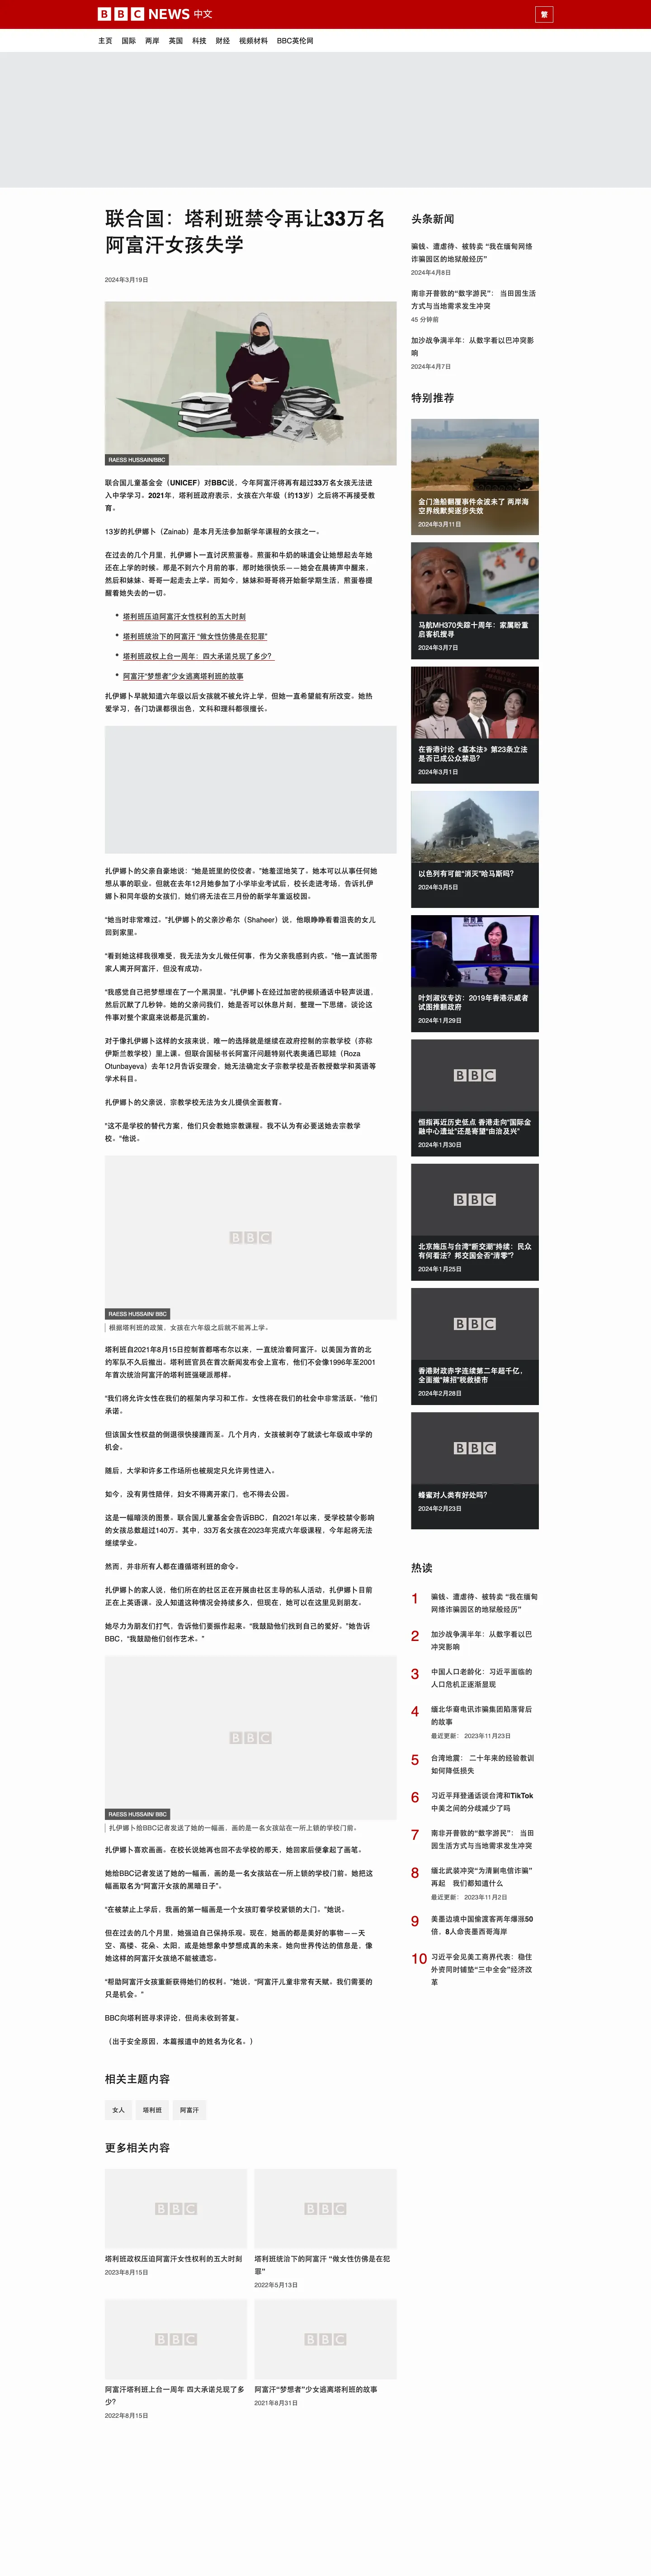 BBC NEWS 中文
繁
主页 国际 两岸 英国 科技 财经 视频材料 BBC英伦网
联合国：塔利班禁令再让33万名
阿富汗女孩失学
2024年3月19日
RAESS HUSSAIN/BBC
联合国儿童基金会（UNICEF）对BBC说，今年阿富汗将再有超过33万名女孩无法进
入中学学习。2021年，塔利班政府表示，女孩在六年级（约13岁）之后将不再接受教
育。
13岁的扎伊娜卜（Zainab）是本月无法参加新学年课程的女孩之一。
在过去的几个月里，扎伊娜卜一直讨厌煎蛋卷。煎蛋和牛奶的味道会让她想起去年她
还在上学的时候。那是不到六个月前的事，那时她很快乐——她会在晨祷声中醒来，
然后和妹妹、哥哥一起走去上学。而如今，妹妹和哥哥将开始新学期生活，煎蛋卷提
醒着她失去的一切。
塔利班压迫阿富汗女性权利的五大时刻
塔利班统治下的阿富汗 “做女性仿佛是在犯罪”
塔利班政权上台一周年：四大承诺兑现了多少？
阿富汗“梦想者”少女逃离塔利班的故事
扎伊娜卜早就知道六年级以后女孩就不被允许上学，但她一直希望能有所改变。她热
爱学习，各门功课都很出色，文科和理科都很擅长。
扎伊娜卜的父亲自豪地说：“她是班里的佼佼者。”她羞涩地笑了。她本可以从事任何她
想从事的职业。但就在去年12月她参加了小学毕业考试后，校长走进考场，告诉扎伊
娜卜和同年级的女孩们，她们将无法在三月份的新学年重返校园。
“她当时非常难过。”扎伊娜卜的父亲沙希尔（Shaheer）说，他眼睁睁看着沮丧的女儿
回到家里。
“看到她这样我很难受，我无法为女儿做任何事，作为父亲我感到内疚。”他一直试图带
家人离开阿富汗，但没有成功。
“我感觉自己把梦想埋在了一个黑洞里。”扎伊娜卜在经过加密的视频通话中轻声说道，
然后沉默了几秒钟。她的父亲问我们，她是否可以休息片刻，整理一下思绪。谈论这
件事对整个家庭来说都是沉重的。
对于像扎伊娜卜这样的女孩来说，唯一的选择就是继续在政府控制的宗教学校（亦称
伊斯兰教学校）里上课。但联合国秘书长阿富汗问题特别代表奥通巴耶娃（Roza
Otunbayeva）去年12月告诉安理会，她无法确定女子宗教学校是否教授数学和英语等
学术科目。
扎伊娜卜的父亲说，宗教学校无法为女儿提供全面教育。
“这不是学校的替代方案，他们只会教她宗教课程。我不认为有必要送她去宗教学
校。”他说。
BBC
RAESS HUSSAIN/ BBC
根据塔利班的政策，女孩在六年级之后就不能再上学。
塔利班自2021年8月15日控制首都喀布尔以来，一直统治着阿富汗。以美国为首的北
约军队不久后撤出。塔利班官员在首次新闻发布会上宣布，他们不会像1996年至2001
年首次统治阿富汗的塔利班强硬派那样。
“我们将允许女性在我们的框架内学习和工作。女性将在我们的社会中非常活跃。”他们
承诺。
但该国女性权益的倒退很快接踵而至。几个月内，女孩被剥夺了就读七年级或中学的
机会。
随后，大学和许多工作场所也被规定只允许男性进入。
如今，没有男性陪伴，妇女不得离开家门，也不得去公园。
这是一幅暗淡的图景。联合国儿童基金会告诉BBC，自2021年以来，受学校禁令影响
的女孩总数超过140万。其中，33万名女孩在2023年完成六年级课程，今年起将无法
继续学业。
然而，并非所有人都在遵循塔利班的命令。
扎伊娜卜的家人说，他们所在的社区正在开展由社区主导的私人活动，扎伊娜卜目前
正在上英语课。没人知道这种情况会持续多久，但现在，她可以在这里见到朋友。
她尽力为朋友们打气，告诉他们要振作起来。“我鼓励他们找到自己的爱好。”她告诉
BBC，“我鼓励他们创作艺术。”
BBC
RAESS HUSSAIN/ BBC
扎伊娜卜给BBC记者发送了她的一幅画，画的是一名女孩站在一所上锁的学校门前。
扎伊娜卜喜欢画画。在校长说她再也回不去学校的那天，她回家后便拿起了画笔。
她给BBC记者发送了她的一幅画，画的是一名女孩站在一所上锁的学校门前。她把这
幅画取名为“阿富汗女孩的黑暗日子”。
“在被禁止上学后，我画的第一幅画是一个女孩盯着学校紧锁的大门。”她说。
但在过去的几个月里，她强迫自己保持乐观。现在，她画的都是美好的事物——天
空、高楼、花朵、太阳，或是她想象中梦想成真的未来。她向世界传达的信息是，像
她这样的阿富汗女孩绝不能被遗忘。
“帮助阿富汗女孩重新获得她们的权利。”她说，“阿富汗儿童非常有天赋。我们需要的
只是机会。”
BBC向塔利班寻求评论，但尚未收到答复。
（出于安全原因，本篇报道中的姓名为化名。）
相关主题内容
女人 塔利班 阿富汗
更多相关内容
BBC
塔利班政权压迫阿富汗女性权利的五大时刻
2023年8月15日
BBC
塔利班统治下的阿富汗 “做女性仿佛是在犯
罪”
2022年5月13日
BBC
阿富汗塔利班上台一周年 四大承诺兑现了多
少？
2022年8月15日
BBC
阿富汗“梦想者”少女逃离塔利班的故事
2021年8月31日
头条新闻
骗钱、遭虐待、被转卖 “我在缅甸网络
诈骗园区的地狱般经历”
2024年4月8日
南非开普敦的“数字游民”： 当田园生活
方式与当地需求发生冲突
45 分钟前
加沙战争满半年：从数字看以巴冲突影
响
2024年4月7日
特别推荐
金门渔船翻覆事件余波未了 两岸海
空界线默契逐步失效
2024年3月11日
马航MH370失踪十周年：家属盼重
启客机搜寻
2024年3月7日
在香港讨论《基本法》第23条立法
是否已成公众禁忌？
2024年3月1日
以色列有可能“消灭”哈马斯吗？
2024年3月5日
新民黨
叶刘淑仪专访：2019年香港示威者
试图推翻政府
2024年1月29日
BBC
恒指再近历史低点 香港走向“国际金
融中心遗址”还是寄望“由治及兴”
2024年1月30日
BBC
北京施压与台湾“断交潮”持续：民众
有何看法？邦交国会否“清零”？
2024年1月25日
BBC
香港财政赤字连续第二年超千亿，
全面撤“辣招”税救楼市
2024年2月28日
BBC
蜂蜜对人类有好处吗？
2024年2月23日
热读
1 骗钱、遭虐待、被转卖 “我在缅甸
网络诈骗园区的地狱般经历”
2 加沙战争满半年：从数字看以巴
冲突影响
3 中国人口老龄化：习近平面临的
人口危机正逐渐显现
4 缅北华裔电讯诈骗集团陷落背后
的故事
最近更新： 2023年11月23日
5 台湾地震： 二十年来的经验教训
如何降低损失
6 习近平拜登通话谈台湾和TikTok
中美之间的分歧减少了吗
7 南非开普敦的“数字游民”： 当田
园生活方式与当地需求发生冲突
8 缅北武装冲突“为清剿电信诈骗”
再起 我们都知道什么
最近更新： 2023年11月2日
9 美墨边境中国偷渡客两年爆涨50
倍，8人命丧墨西哥海岸
10 习近平会见美工商界代表：稳住
外资同时铺垫“三中全会”经济改
革